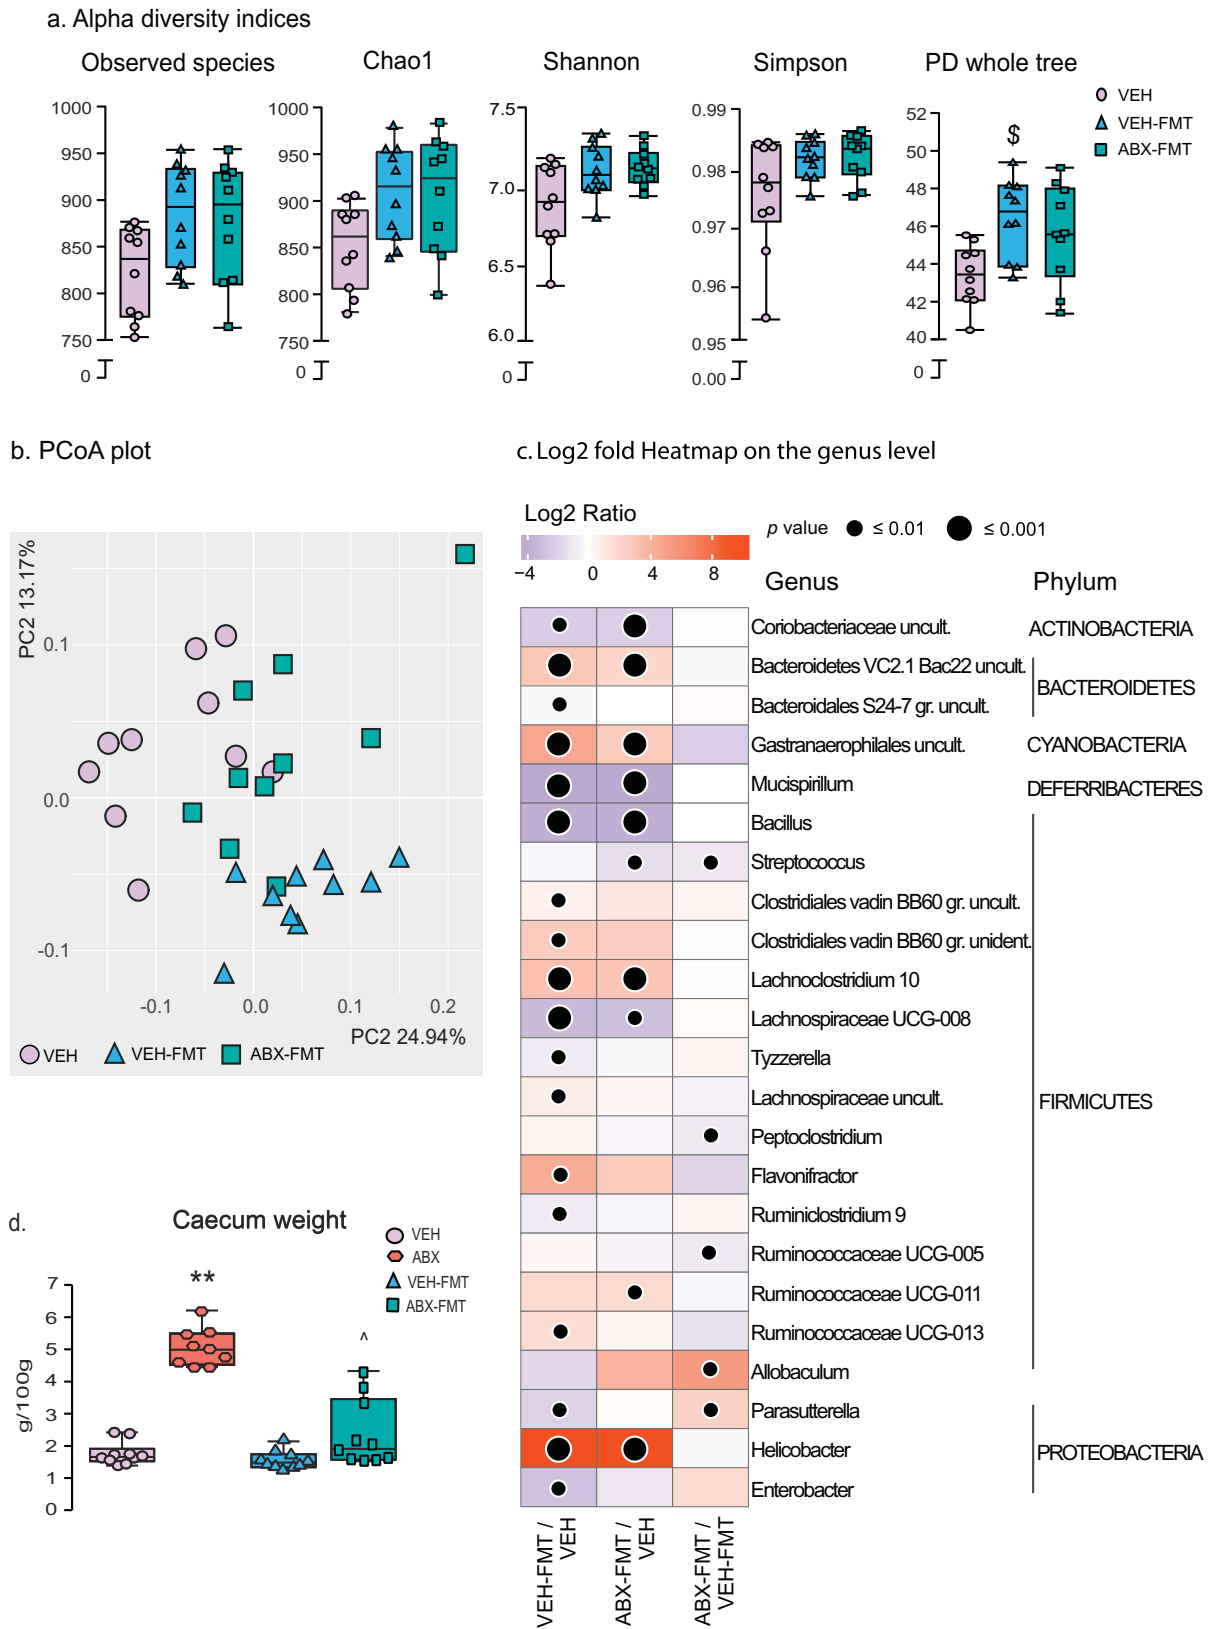 a. Alpha diversity indices
Observed species
Chao1
Shannon
Simpson
PD whole tree
VEH
VEH-FMT
ABX-FMT
1000
950
900
850
800
750
0
1000
950
900
850
800
750
0
7.5
7.0
6.5
6.0
0
0.99
0.98
0.97
0.96
0.95
0.00
52
50
48
46
44
42
40
0
$
b. PCoA plot
PC2 13.17%
0.1
0.0
-0.1
-0.1
0.0
0.1
0.2
PC2 24.94%
VEH
VEH-FMT
ABX-FMT
c. Log2 fold Heatmap on the genus level
Log2 Ratio
−4
0
4
8
p value
≤ 0.01
≤ 0.001
Genus
Phylum
Coriobacteriaceae uncult.
ACTINOBACTERIA
Bacteroidetes VC2.1 Bac22 uncult.
BACTEROIDETES
Bacteroidales S24-7 gr. uncult.
Gastranaerophilales uncult.
CYANOBACTERIA
Mucispirillum
DEFERRIBACTERES
Bacillus
Streptococcus
Clostridiales vadin BB60 gr. uncult.
Clostridiales vadin BB60 gr. unident.
Lachnoclostridium 10
Lachnospiraceae UCG-008
Tyzzerella
Lachnospiraceae uncult.
FIRMICUTES
Peptoclostridium
Flavonifractor
Ruminiclostridium 9
Ruminococcaceae UCG-005
Ruminococcaceae UCG-011
Ruminococcaceae UCG-013
Allobaculum
Parasutterella
Helicobacter
PROTEOBACTERIA
Enterobacter
VEH-FMT /
VEH
ABX-FMT /
VEH
ABX-FMT /
VEH-FMT
d.
Caecum weight
VEH
ABX
VEH-FMT
ABX-FMT
g/100g
7
6
5
4
3
2
1
0
**
^